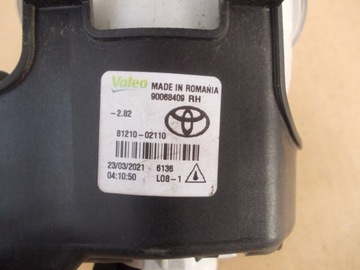 Valeo MADE IN ROMANIA
90068409 RH
-2.82
81210-02110
23/03/2021 6136
04:10:50 L08-1